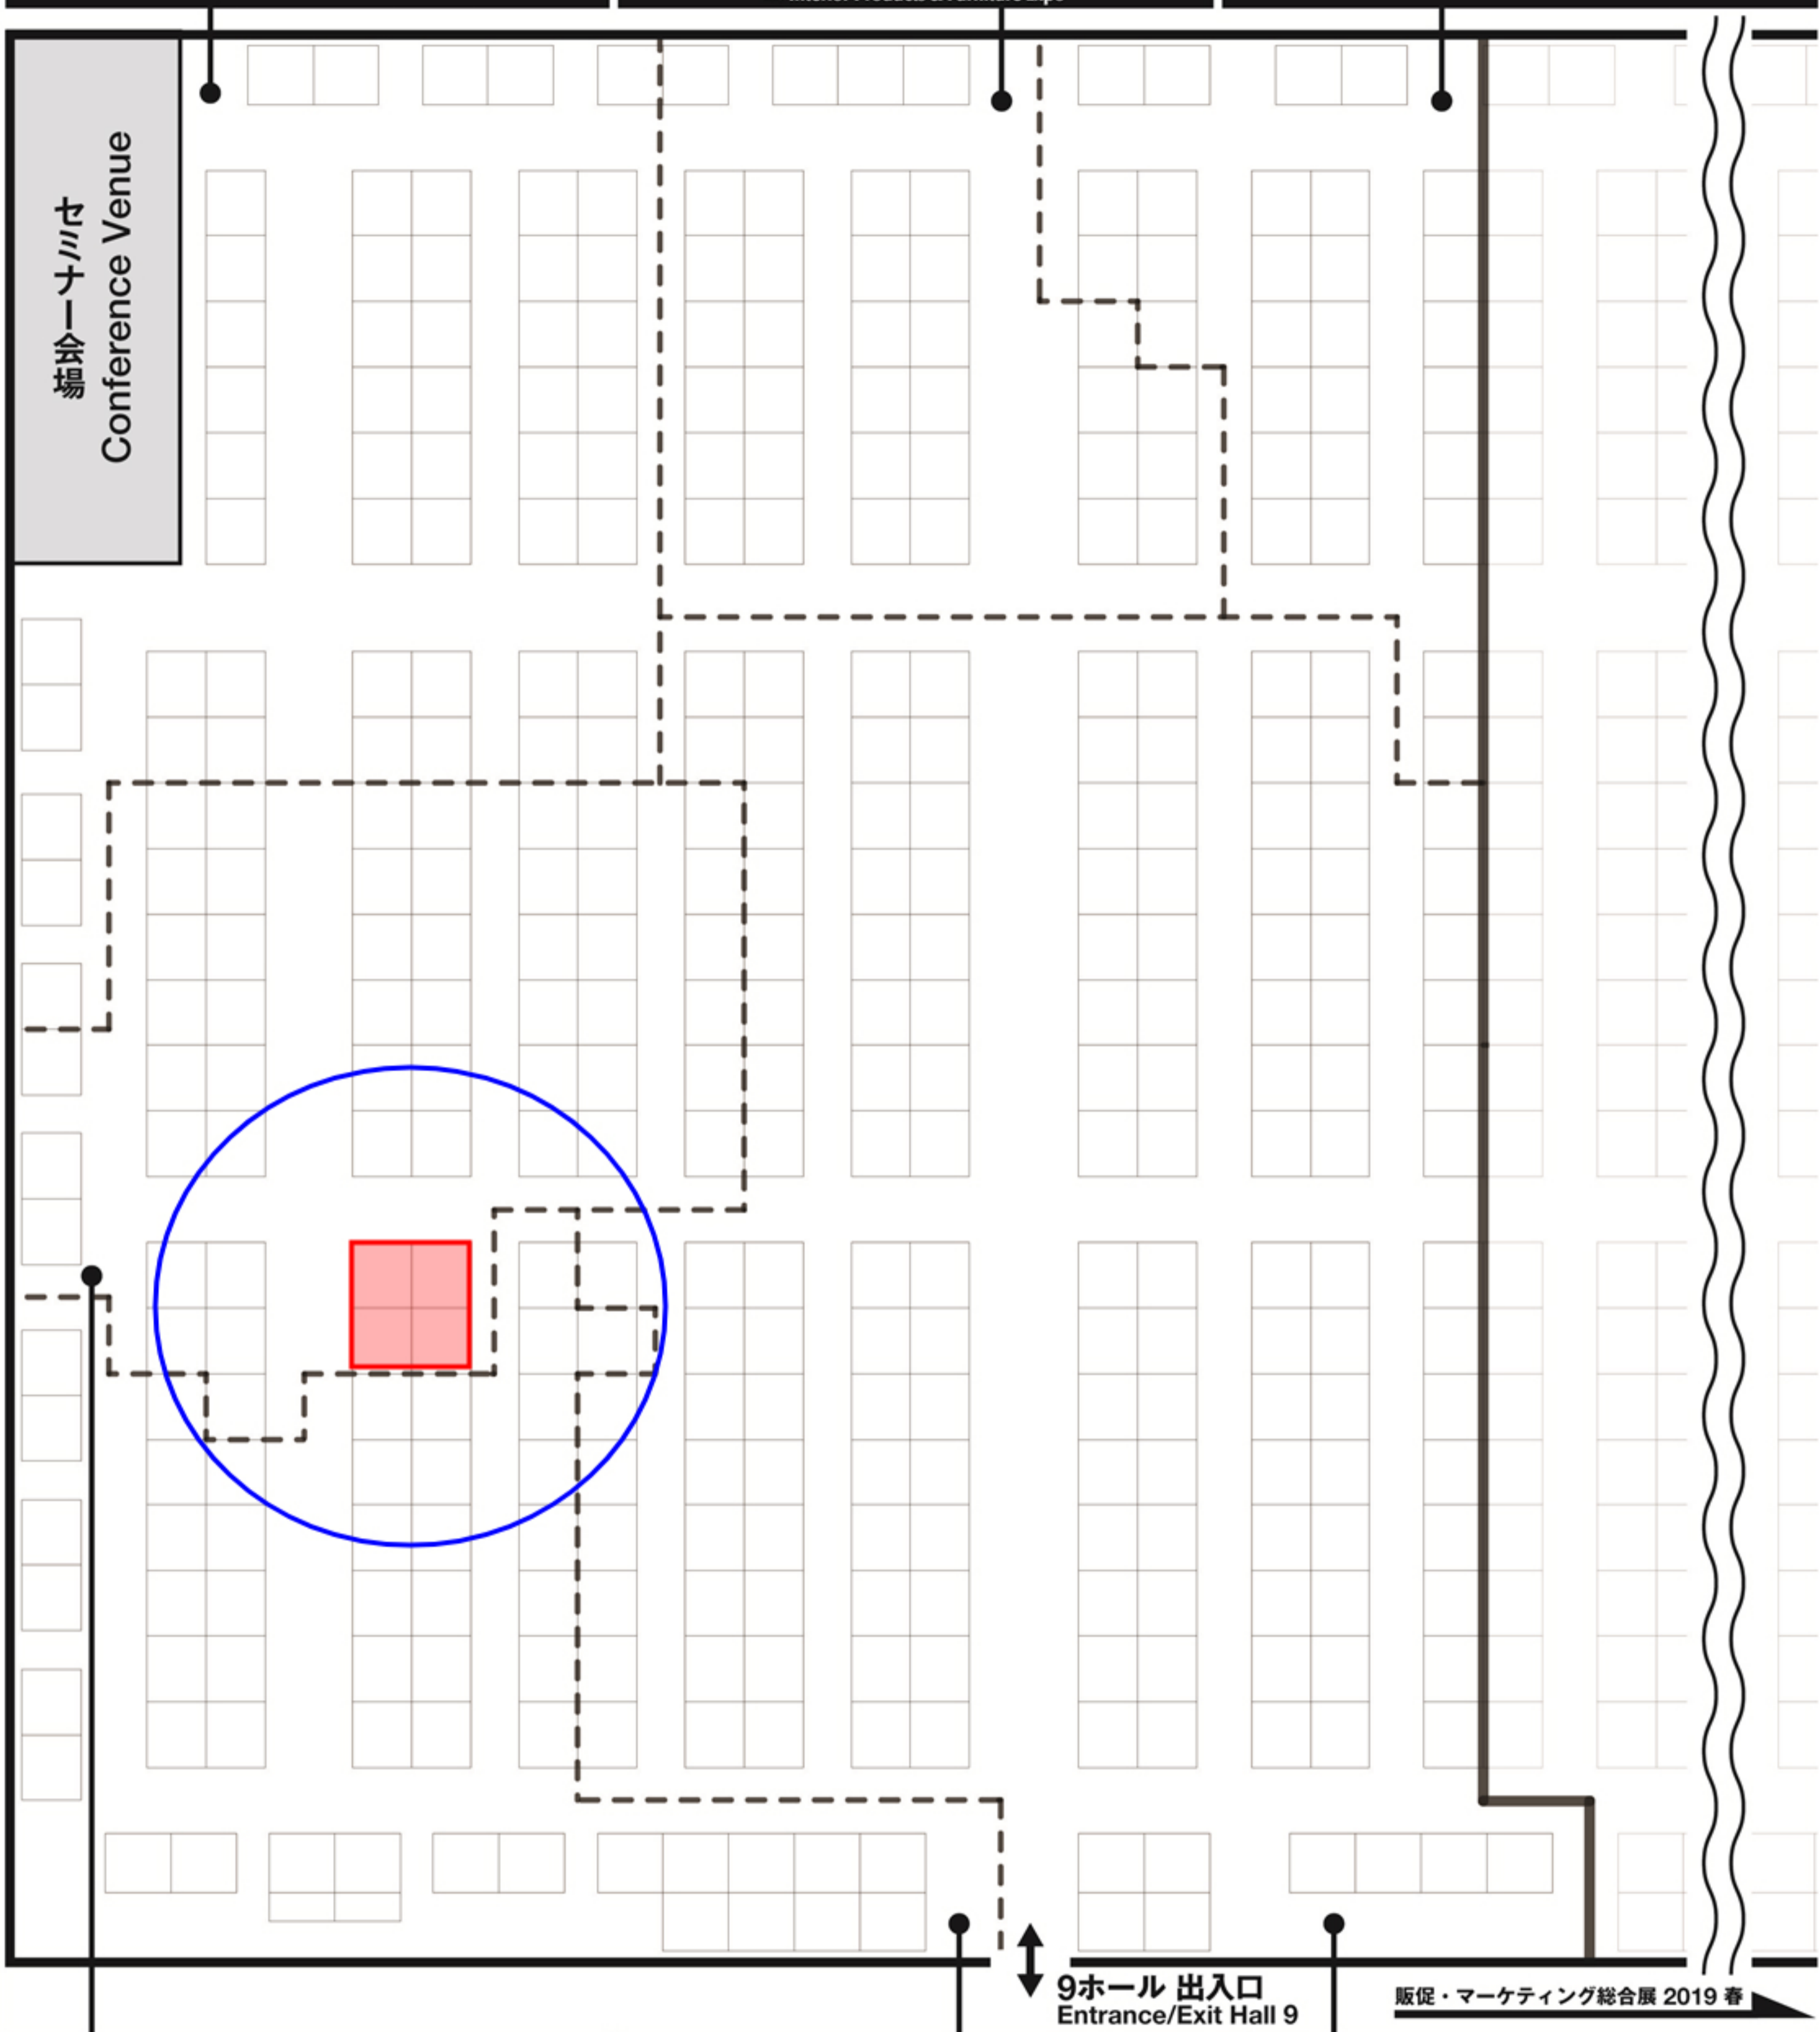 セミナー会場
Conference Venue
9ホール 出入口
Entrance/Exit Hall 9
販促・マーケティング総合展 2019 春